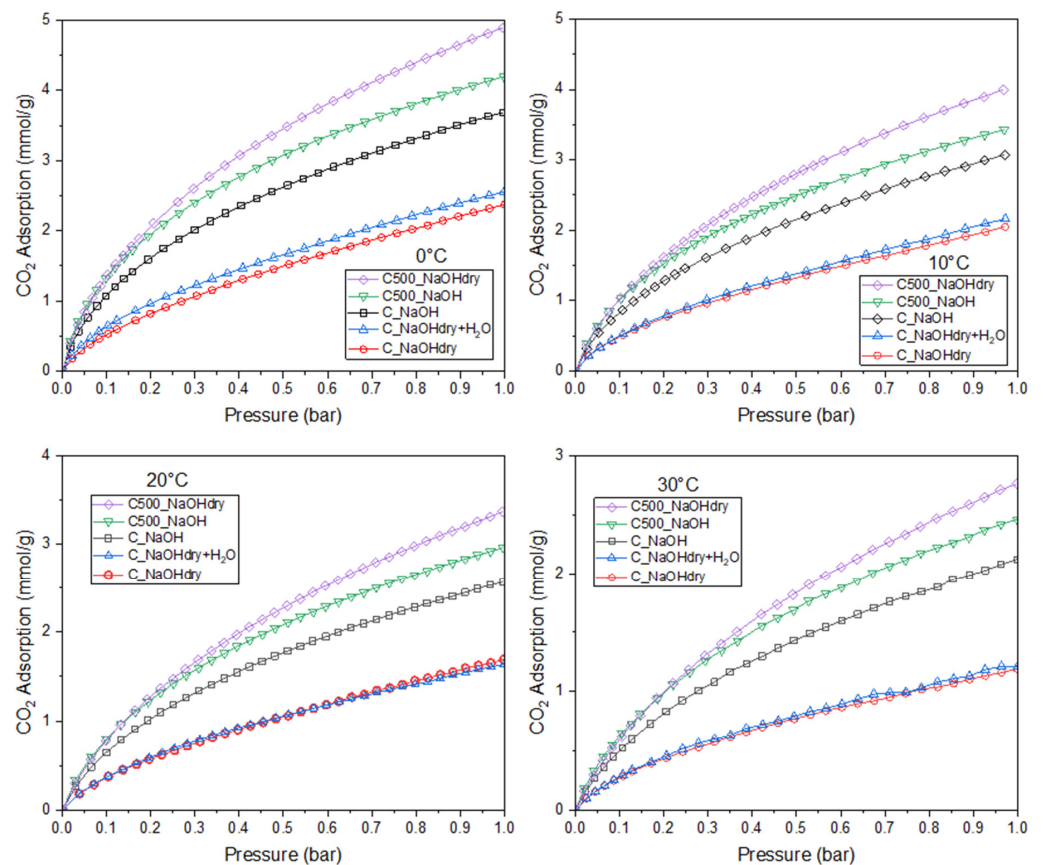 5
4
3
2
1
0
CO₂ Adsorption (mmol/g)
0°C
C500_NaOHdry
C500_NaOH
C_NaOH
C_NaOHdry+H₂O
C_NaOHdry
0.0 0.1 0.2 0.3 0.4 0.5 0.6 0.7 0.8 0.9 1.0
Pressure (bar)
5
4
3
2
1
0
CO₂ Adsorption (mmol/g)
10°C
C500_NaOHdry
C500_NaOH
C_NaOH
C_NaOHdry+H₂O
C_NaOHdry
0.0 0.1 0.2 0.3 0.4 0.5 0.6 0.7 0.8 0.9 1.0
Pressure (bar)
4
3
2
1
0
CO₂ Adsorption (mmol/g)
20°C
C500_NaOHdry
C500_NaOH
C_NaOH
C_NaOHdry+H₂O
C_NaOHdry
0.0 0.1 0.2 0.3 0.4 0.5 0.6 0.7 0.8 0.9 1.0
Pressure (bar)
3
2
1
0
CO₂ Adsorption (mmol/g)
30°C
C500_NaOHdry
C500_NaOH
C_NaOH
C_NaOHdry+H₂O
C_NaOHdry
0.0 0.1 0.2 0.3 0.4 0.5 0.6 0.7 0.8 0.9 1.0
Pressure (bar)